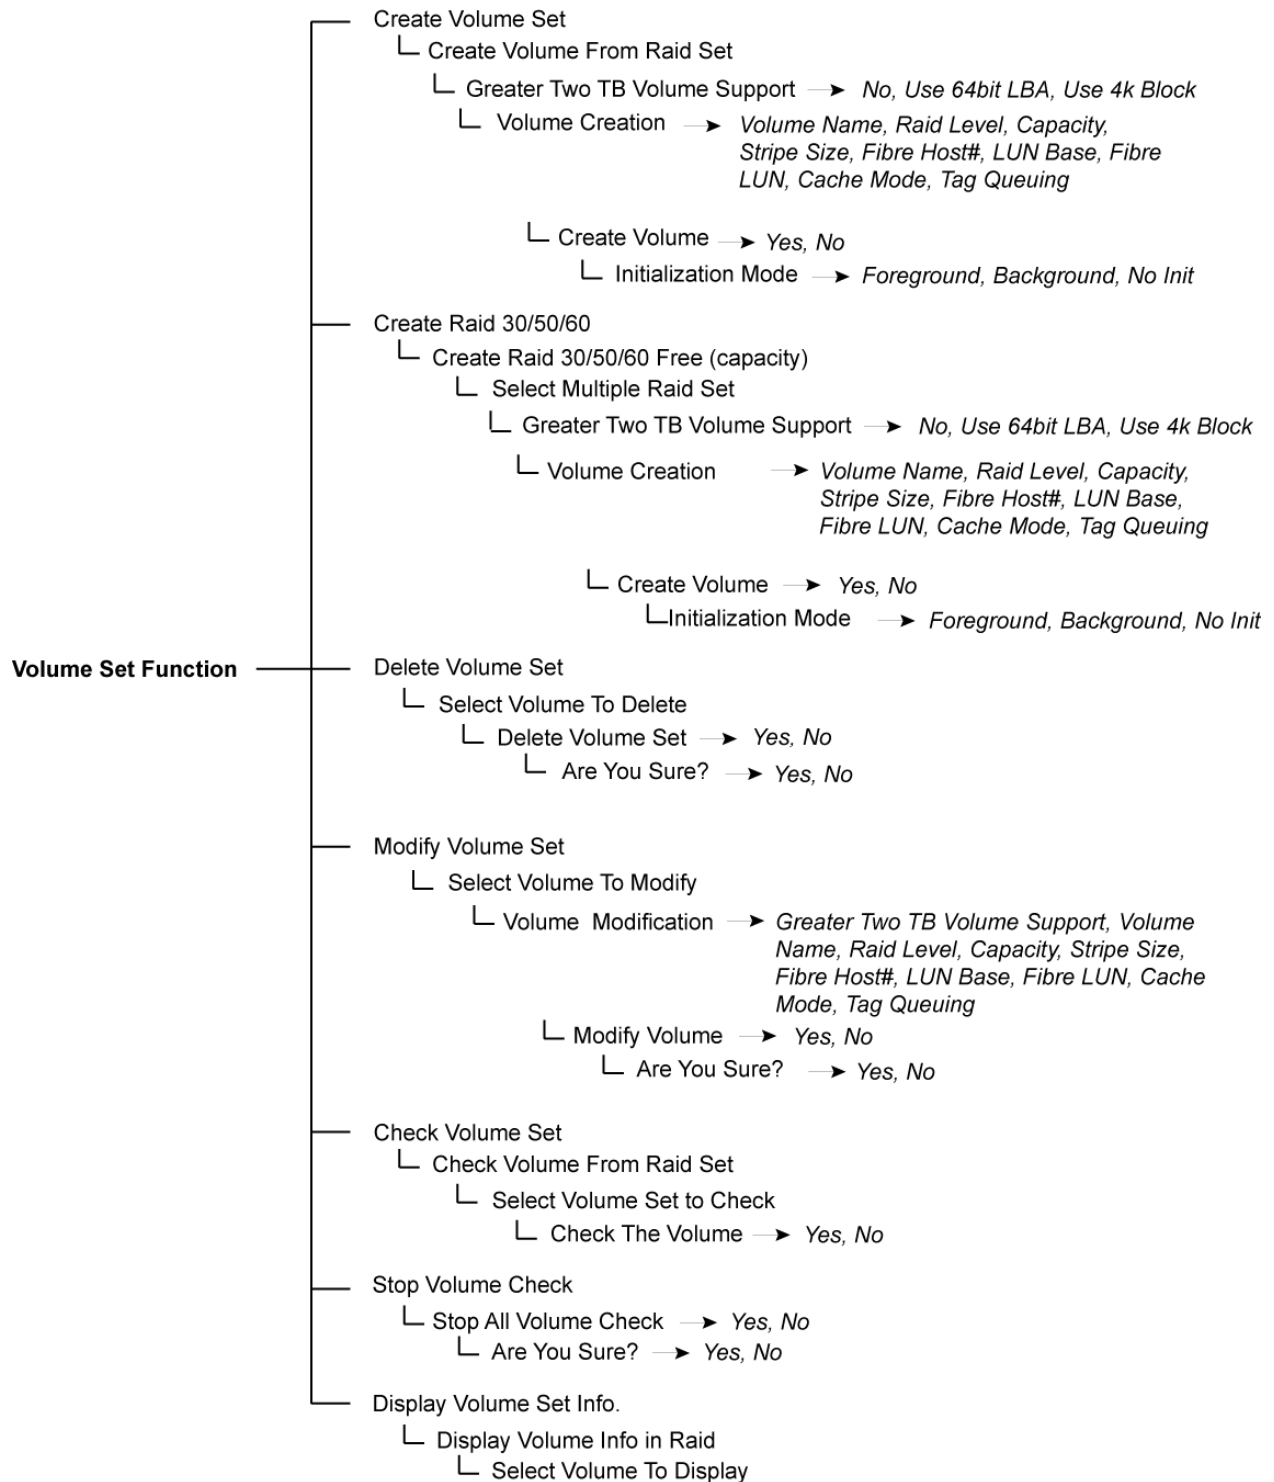 Create Volume Set
Create Volume From Raid Set
Greater Two TB Volume Support No, Use 64bit LBA, Use 4k Block
Volume Creation Volume Name, Raid Level, Capacity,
Stripe Size, Fibre Host#, LUN Base, Fibre
LUN, Cache Mode, Tag Queuing
Create Volume Yes, No
Initialization Mode Foreground, Background, No Init
Create Raid 30/50/60
Create Raid 30/50/60 Free (capacity)
Select Multiple Raid Set
Greater Two TB Volume Support No, Use 64bit LBA, Use 4k Block
Volume Creation Volume Name, Raid Level, Capacity,
Stripe Size, Fibre Host#, LUN Base,
Fibre LUN, Cache Mode, Tag Queuing
Create Volume Yes, No
Initialization Mode Foreground, Background, No Init
Volume Set Function Delete Volume Set
Select Volume To Delete
Delete Volume Set Yes, No
Are You Sure? Yes, No
Modify Volume Set
Select Volume To Modify
Volume Modification Greater Two TB Volume Support, Volume
Name, Raid Level, Capacity, Stripe Size,
Fibre Host#, LUN Base, Fibre LUN, Cache
Mode, Tag Queuing
Modify Volume Yes, No
Are You Sure? Yes, No
Check Volume Set
Check Volume From Raid Set
Select Volume Set to Check
Check The Volume Yes, No
Stop Volume Check
Stop All Volume Check Yes, No
Are You Sure? Yes, No
Display Volume Set Info.
Display Volume Info in Raid
Select Volume To Display